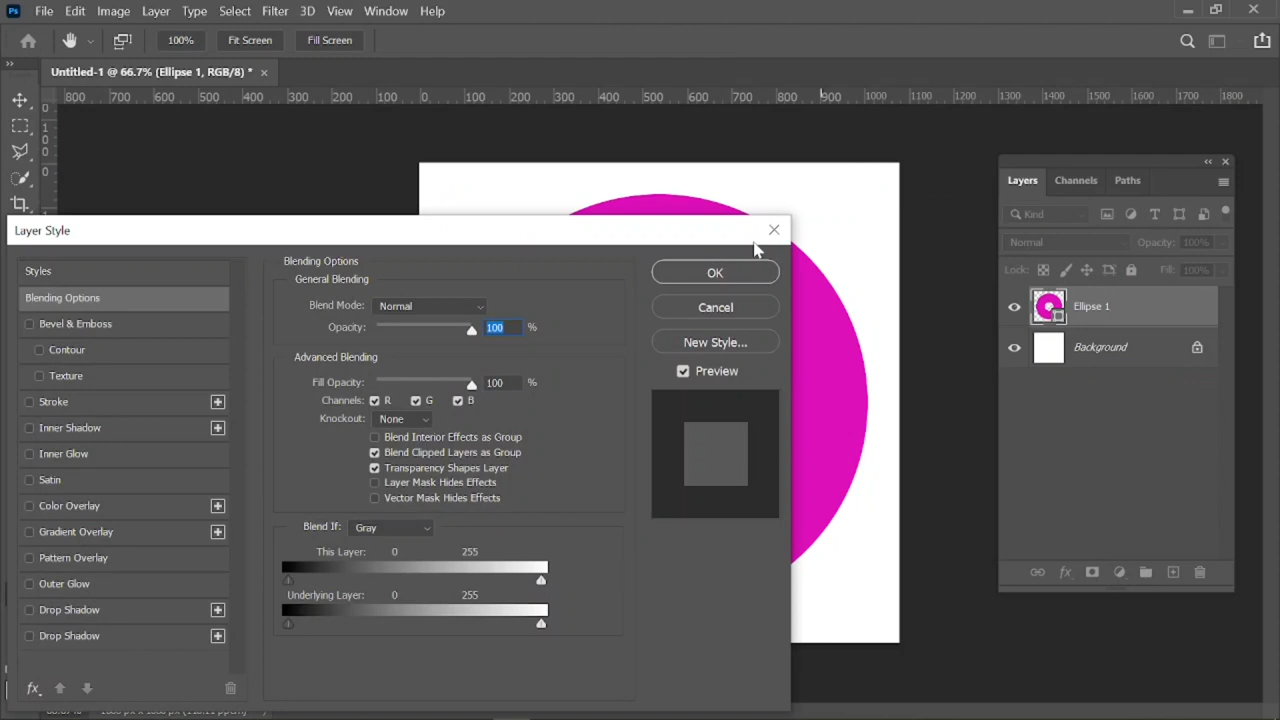 Ps File Edit Image Layer Type Select Filter 3D View Window Help
100% Fit Screen Fill Screen
Untitled-1 @ 66.7% (Ellipse 1, RGB/8) *
800 700 600 500 400 300 200 100 0 100 200 300 400 500 600 700 800 900 1000 1100 1200 1300 1400 1500 1600 1700 1800
1
0
0
0
Layers Channels Paths
Kind
Normal Opacity: 100%
Lock: Fill: 100%
Ellipse 1
Background
fx
Layer Style
Styles
Blending Options
Bevel & Emboss
Contour
Texture
Stroke
Inner Shadow
Inner Glow
Satin
Color Overlay
Gradient Overlay
Pattern Overlay
Outer Glow
Drop Shadow
Drop Shadow
fx
Blending Options
General Blending
Blend Mode: Normal
Opacity: 100 %
Advanced Blending
Fill Opacity: 100 %
Channels: R G B
Knockout: None
Blend Interior Effects as Group
Blend Clipped Layers as Group
Transparency Shapes Layer
Layer Mask Hides Effects
Vector Mask Hides Effects
Blend If: Gray
This Layer: 0 255
Underlying Layer: 0 255
OK
Cancel
New Style...
Preview